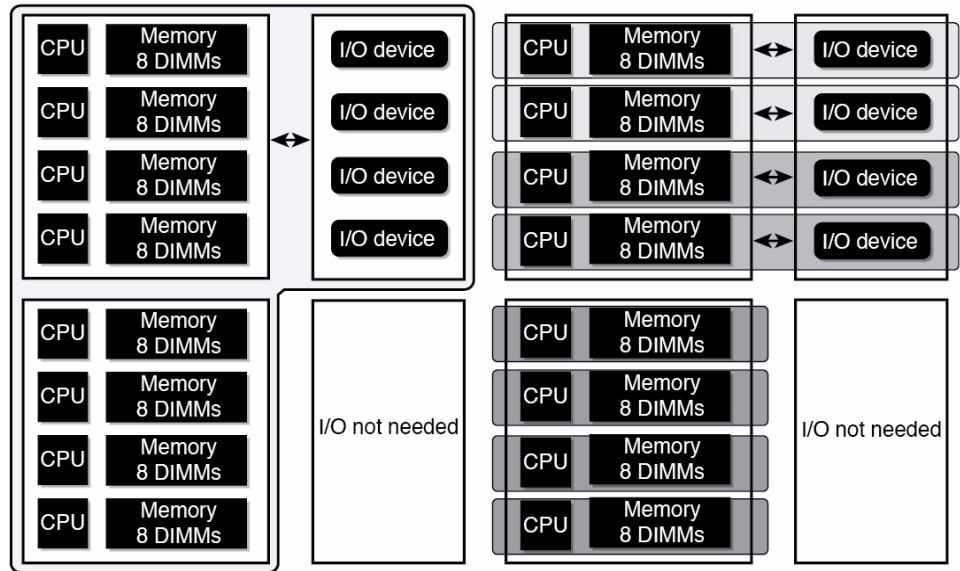 CPU Memory I/O device CPU Memory I/O device
8 DIMMs 8 DIMMs
CPU Memory I/O device CPU Memory I/O device
8 DIMMs 8 DIMMs
CPU Memory I/O device CPU Memory I/O device
8 DIMMs 8 DIMMs
CPU Memory I/O device CPU Memory I/O device
8 DIMMs 8 DIMMs
CPU Memory CPU Memory
8 DIMMs 8 DIMMs
CPU Memory CPU Memory
8 DIMMs 8 DIMMs
I/O not needed I/O not needed
CPU Memory CPU Memory
8 DIMMs 8 DIMMs
CPU Memory CPU Memory
8 DIMMs 8 DIMMs